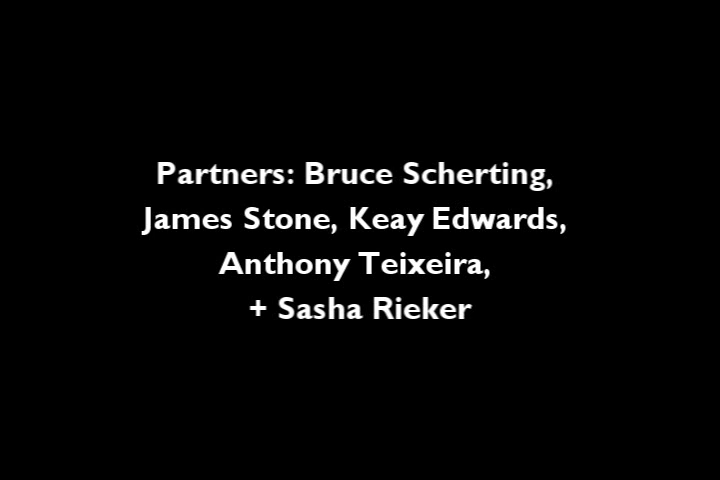 Partners: Bruce Scherting,
James Stone, Keay Edwards,
Anthony Teixeira,
+ Sasha Rieker